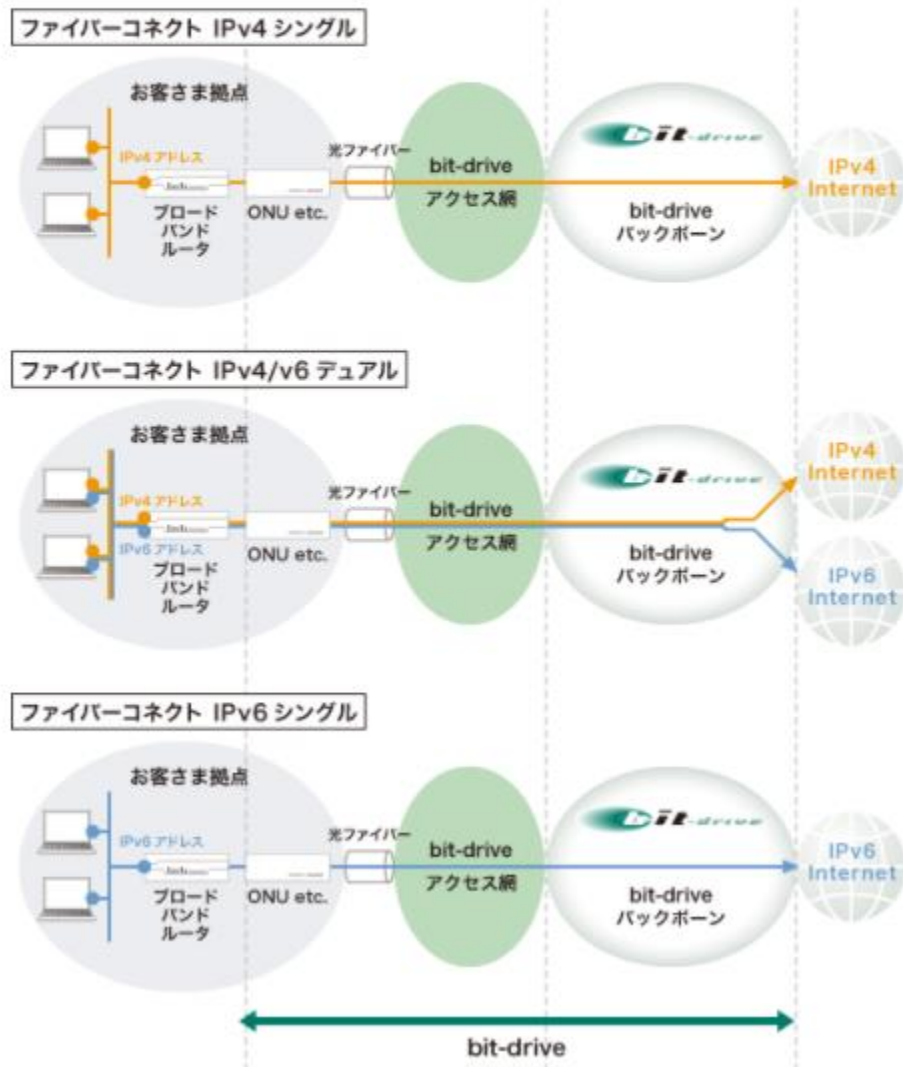 ファイバーコネクト IPv4 シングル
お客さま拠点
IPv4 アドレス
光ファイバー
ブロード
バンド
ルータ
ONU etc.
bit-drive
アクセス網
bit-drive
bit-drive
バックボーン
IPv4
Internet
ファイバーコネクト IPv4/v6 デュアル
お客さま拠点
IPv4 アドレス
IPv6 アドレス
光ファイバー
ブロード
バンド
ルータ
ONU etc.
bit-drive
アクセス網
bit-drive
bit-drive
バックボーン
IPv4
Internet
IPv6
Internet
ファイバーコネクト IPv6 シングル
お客さま拠点
IPv6 アドレス
光ファイバー
ブロード
バンド
ルータ
ONU etc.
bit-drive
アクセス網
bit-drive
bit-drive
バックボーン
IPv6
Internet
bit-drive